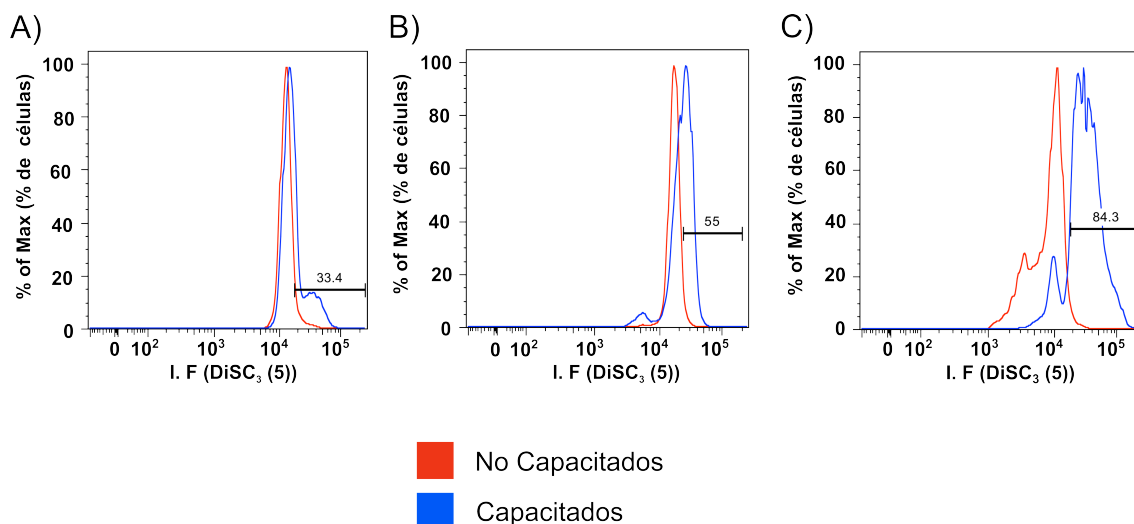 A)
% of Max (% de células)
100
80
60
40
20
0
33.4
0 10² 10³ 10⁴ 10⁵
I. F (DiSC₃ (5))
B)
% of Max (% de células)
100
80
60
40
20
0
55
0 10² 10³ 10⁴ 10⁵
I. F (DiSC₃ (5))
C)
% of Max (% de células)
100
80
60
40
20
0
84.3
0 10² 10³ 10⁴ 10⁵
I. F (DiSC₃ (5))
No Capacitados
Capacitados